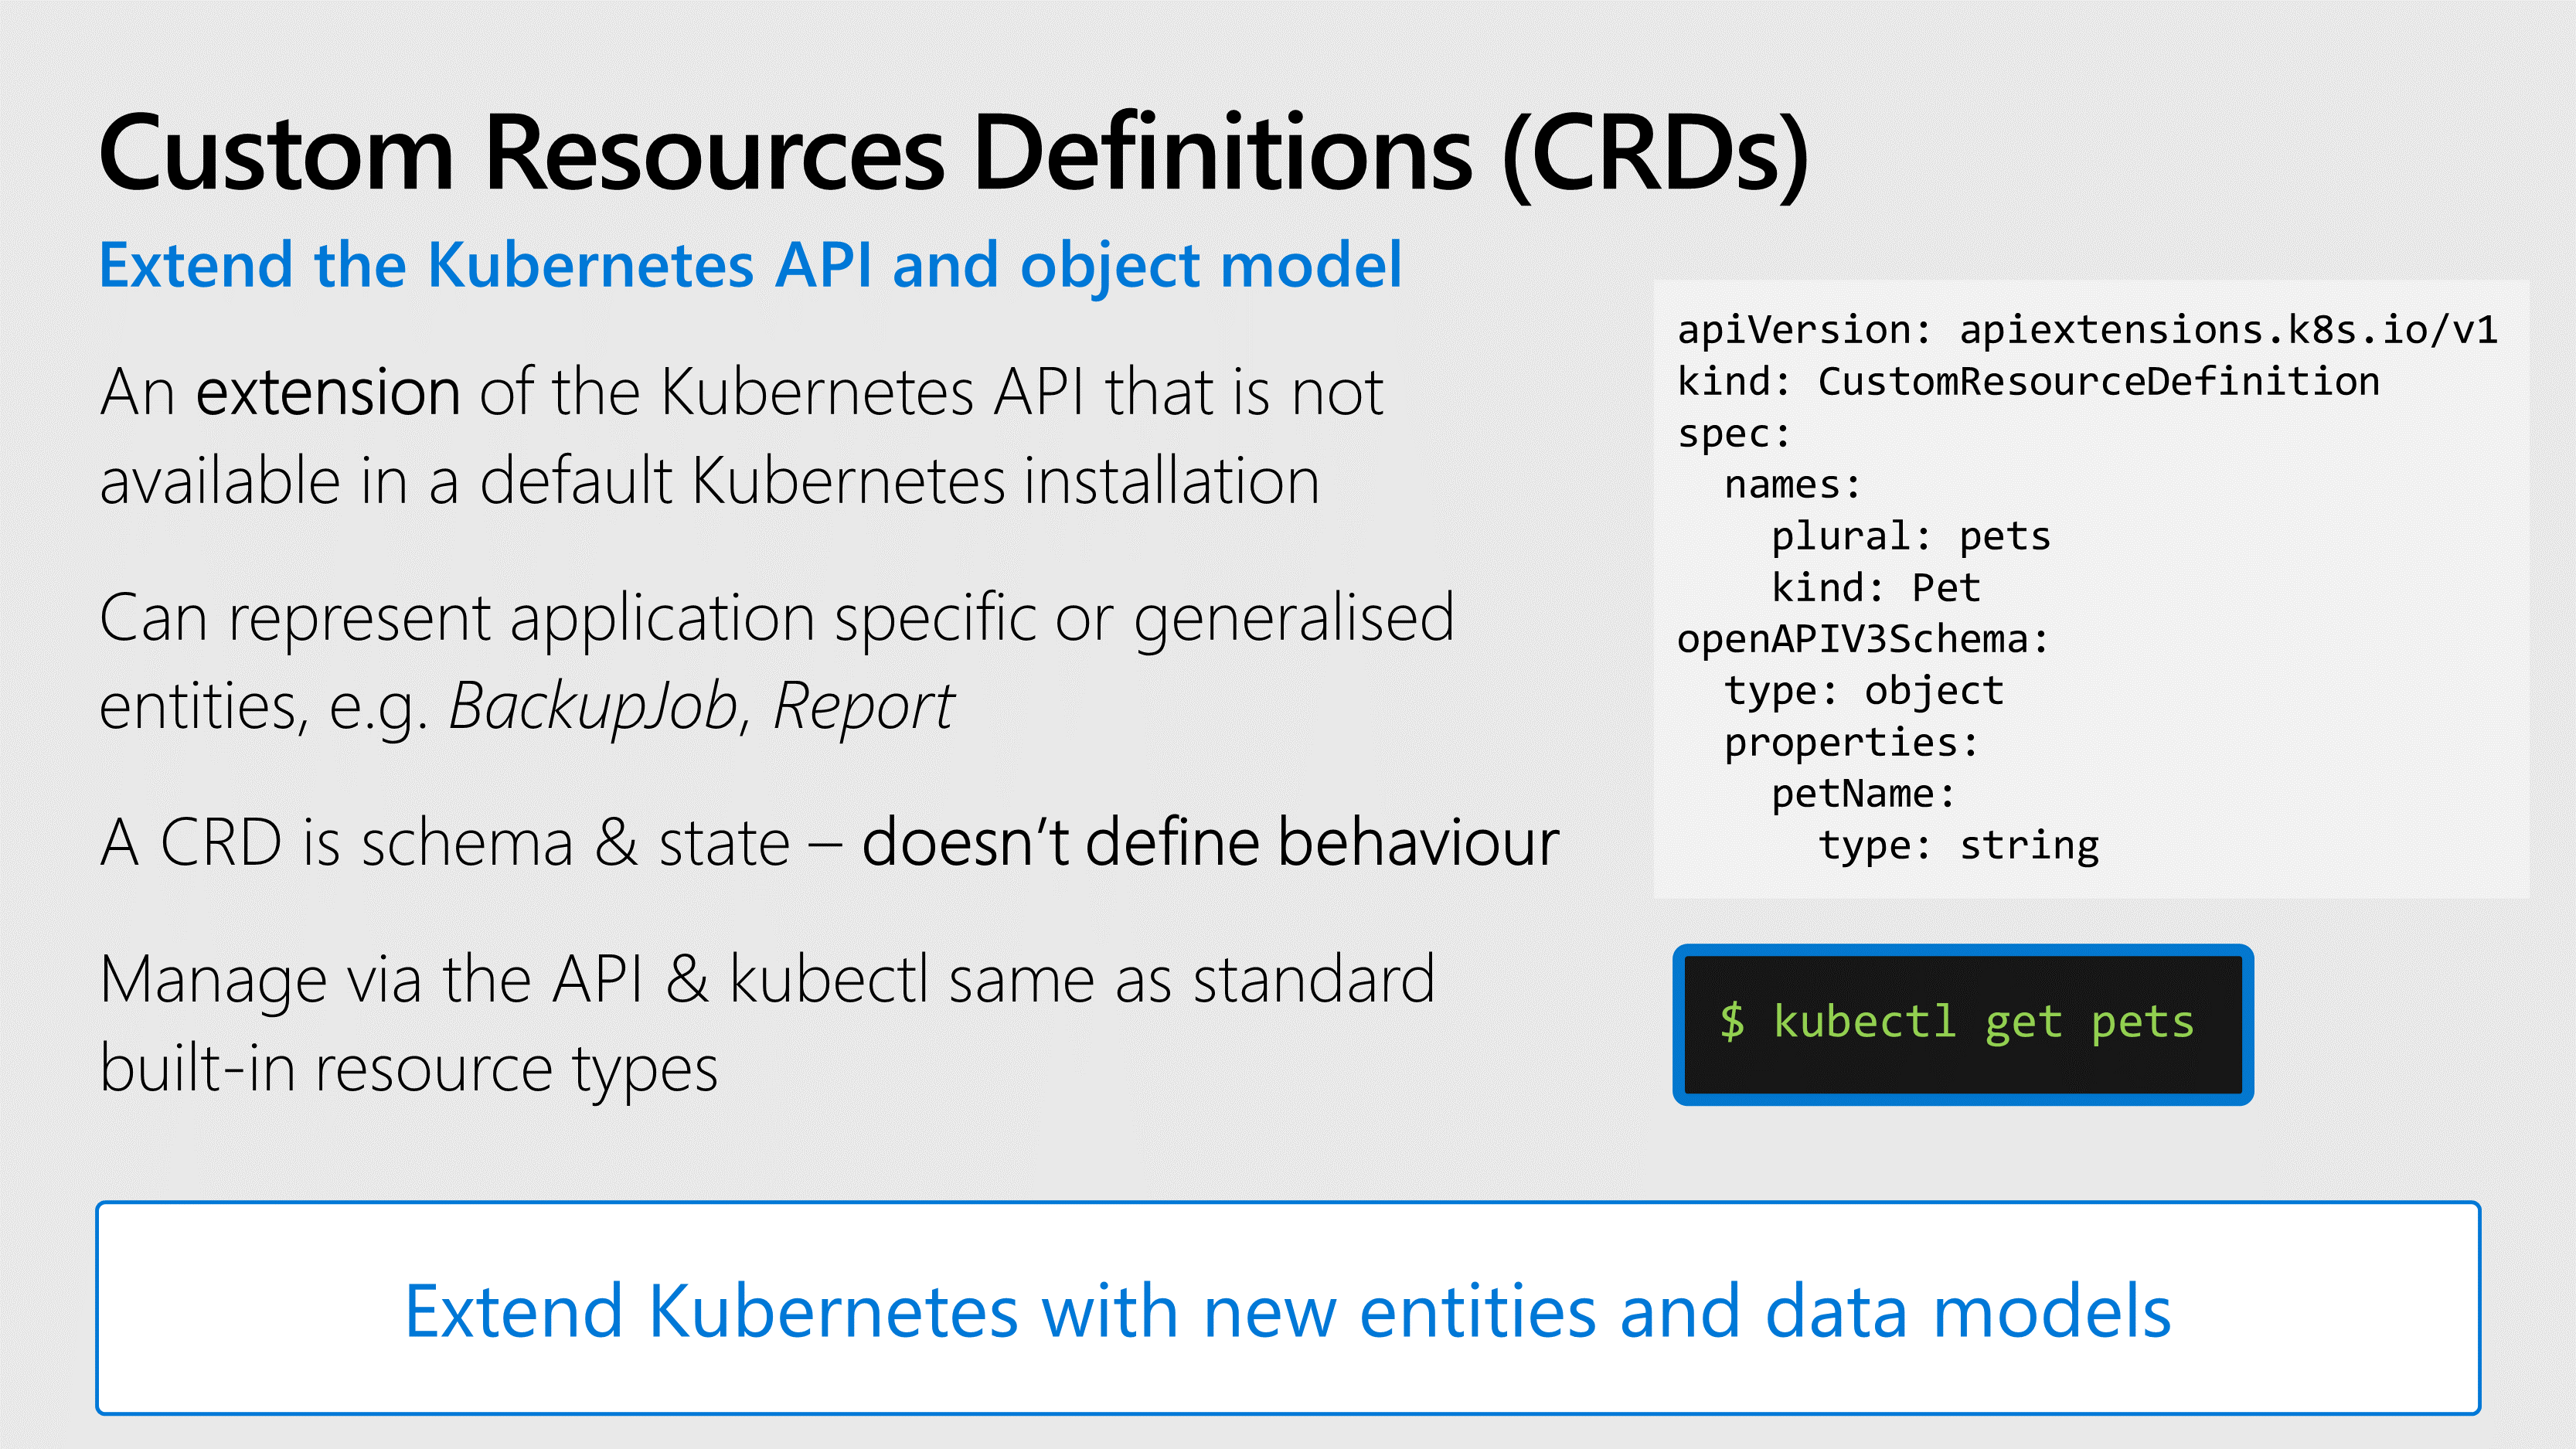 Custom Resources Definitions (CRDs)
Extend the Kubernetes API and object model
An extension of the Kubernetes API that is not
available in a default Kubernetes installation
Can represent application specific or generalised
entities, e.g. BackupJob, Report
A CRD is schema & state – doesn’t define behaviour
Manage via the API & kubectl same as standard
built-in resource types
apiVersion: apiextensions.k8s.io/v1
kind: CustomResourceDefinition
spec:
  names:
    plural: pets
    kind: Pet
openAPIV3Schema:
  type: object
  properties:
    petName:
      type: string
$ kubectl get pets
Extend Kubernetes with new entities and data models